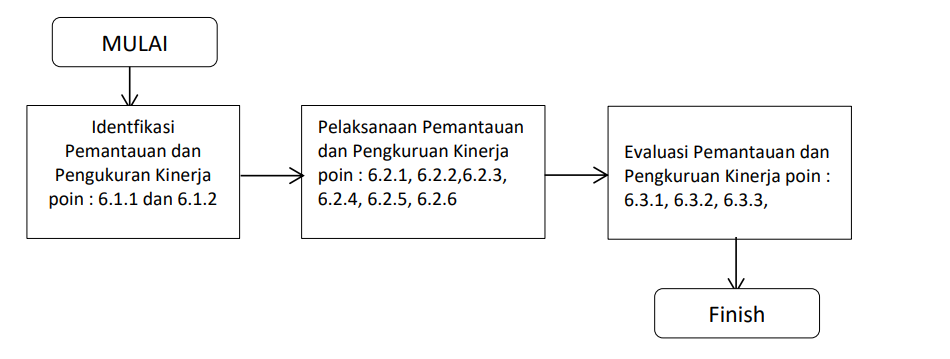 MULAI
Identfikasi
Pemantauan dan
Pengukuran Kinerja
poin : 6.1.1 dan 6.1.2
Pelaksanaan Pemantauan
dan Pengkuruan Kinerja
poin : 6.2.1, 6.2.2,6.2.3,
6.2.4, 6.2.5, 6.2.6
Evaluasi Pemantauan dan
Pengkuruan Kinerja poin :
6.3.1, 6.3.2, 6.3.3,
Finish